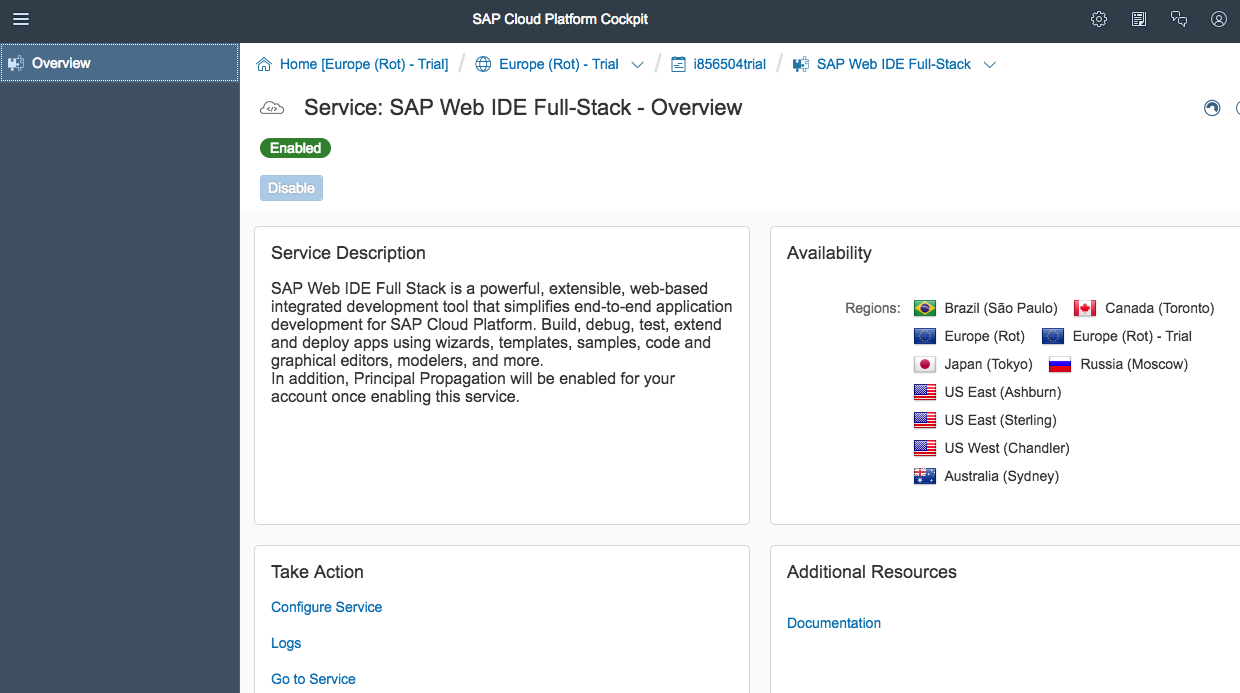 SAP Cloud Platform Cockpit
Overview
Home [Europe (Rot) - Trial] / Europe (Rot) - Trial / i856504trial / SAP Web IDE Full-Stack
Service: SAP Web IDE Full-Stack - Overview
Enabled
Disable
Service Description
SAP Web IDE Full Stack is a powerful, extensible, web-based
integrated development tool that simplifies end-to-end application
development for SAP Cloud Platform. Build, debug, test, extend
and deploy apps using wizards, templates, samples, code and
graphical editors, modelers, and more.
In addition, Principal Propagation will be enabled for your
account once enabling this service.
Availability
Regions: Brazil (São Paulo) Canada (Toronto)
Europe (Rot) Europe (Rot) - Trial
Japan (Tokyo) Russia (Moscow)
US East (Ashburn)
US East (Sterling)
US West (Chandler)
Australia (Sydney)
Take Action
Configure Service
Logs
Go to Service
Additional Resources
Documentation